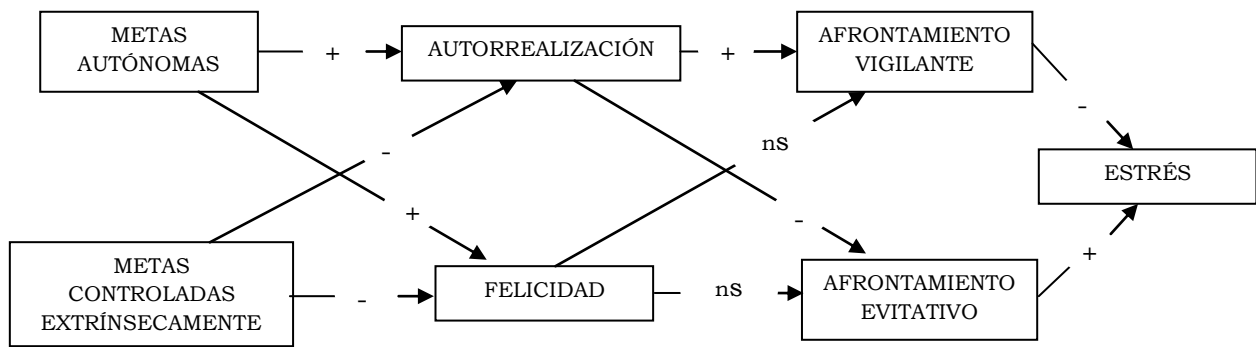 METAS
AUTÓNOMAS
+
AUTORREALIZACIÓN
+
AFRONTAMIENTO
VIGILANTE
-
-
ns
ESTRÉS
+
-
+
METAS
CONTROLADAS
EXTRÍNSECAMENTE
-
FELICIDAD
ns
AFRONTAMIENTO
EVITATIVO